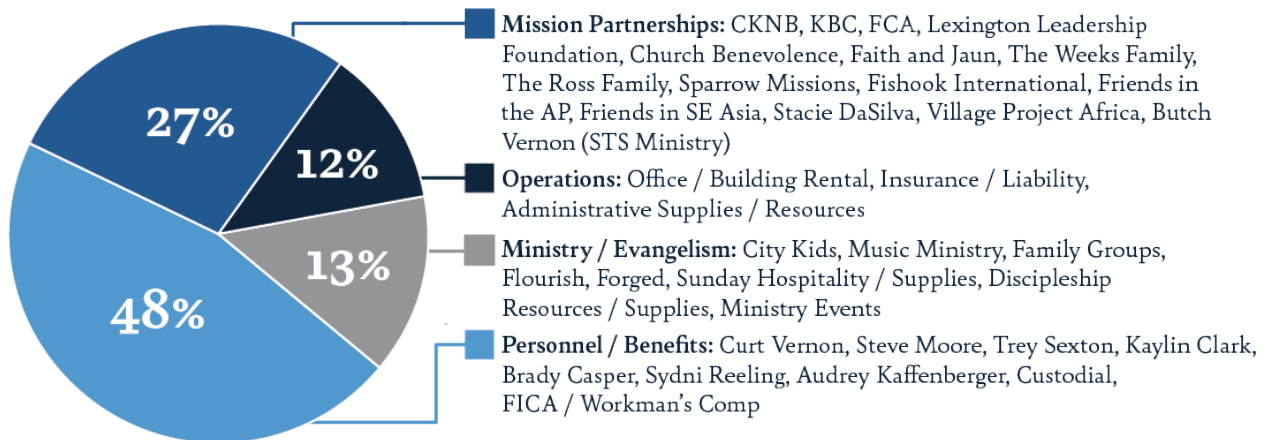 27%
12%
13%
48%
Mission Partnerships: CKNB, KBC, FCA, Lexington Leadership
Foundation, Church Benevolence, Faith and Jaun, The Weeks Family,
The Ross Family, Sparrow Missions, Fishook International, Friends in
the AP, Friends in SE Asia, Stacie DaSilva, Village Project Africa, Butch
Vernon (STS Ministry)
Operations: Office / Building Rental, Insurance / Liability,
Administrative Supplies / Resources
Ministry / Evangelism: City Kids, Music Ministry, Family Groups,
Flourish, Forged, Sunday Hospitality / Supplies, Discipleship
Resources / Supplies, Ministry Events
Personnel / Benefits: Curt Vernon, Steve Moore, Trey Sexton, Kaylin Clark,
Brady Casper, Sydni Reeling, Audrey Kaffenberger, Custodial,
FICA / Workman's Comp